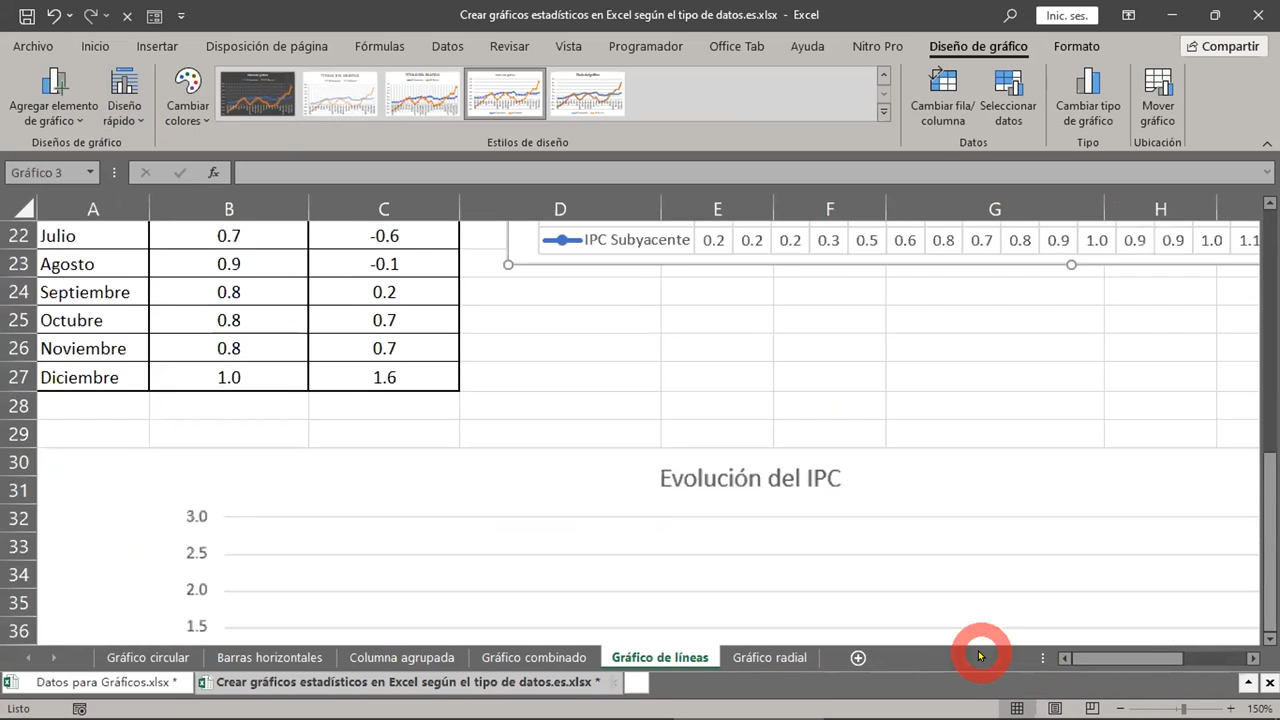 Crear gráficos estadísticos en Excel según el tipo de datos.es.xlsx - Excel
Inic. ses.
Archivo Inicio Insertar Disposición de página Fórmulas Datos Revisar Vista Programador Office Tab Ayuda Nitro Pro Diseño de gráfico Formato Compartir
Agregar elemento de gráfico
Diseño rápido
Cambiar colores
Cambiar fila/ columna
Seleccionar datos
Cambiar tipo de gráfico
Mover gráfico
Diseños de gráfico Estilos de diseño Datos Tipo Ubicación
Gráfico 3 fx
A B C D E F G H
22 Julio 0.7 -0.6 IPC Subyacente 0.2 0.2 0.2 0.3 0.5 0.6 0.8 0.7 0.8 0.9 1.0 0.9 0.9 1.0 1.1
23 Agosto 0.9 -0.1
24 Septiembre 0.8 0.2
25 Octubre 0.8 0.7
26 Noviembre 0.8 0.7
27 Diciembre 1.0 1.6
28
29
30 Evolución del IPC
31
32 3.0
33 2.5
34 2.0
35
36 1.5
Gráfico circular Barras horizontales Columna agrupada Gráfico combinado Gráfico de líneas Gráfico radial
Datos para Gráficos.xlsx * Crear gráficos estadísticos en Excel según el tipo de datos.es.xlsx *
Listo 150%